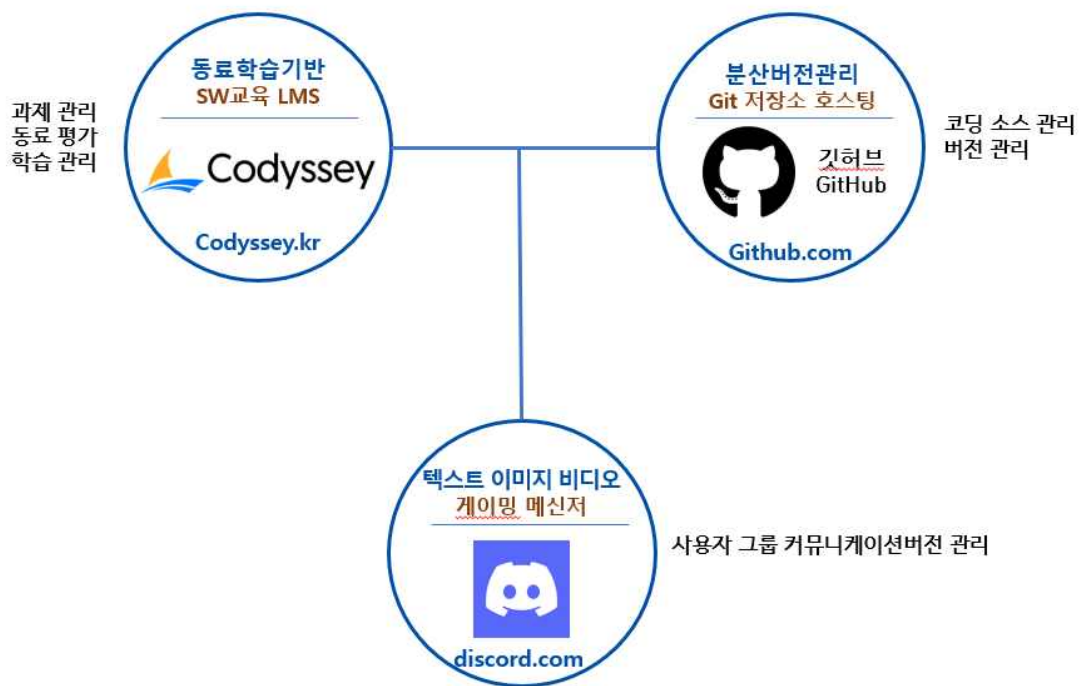 동료학습기반
SW교육 LMS
Codyssey
Codyssey.kr
과제 관리
동료 평가
학습 관리
분산버전관리
Git 저장소 호스팅
깃허브
GitHub
Github.com
코딩 소스 관리
버전 관리
텍스트 이미지 비디오
게이밍 메신저
discord.com
사용자 그룹 커뮤니케이션버전 관리